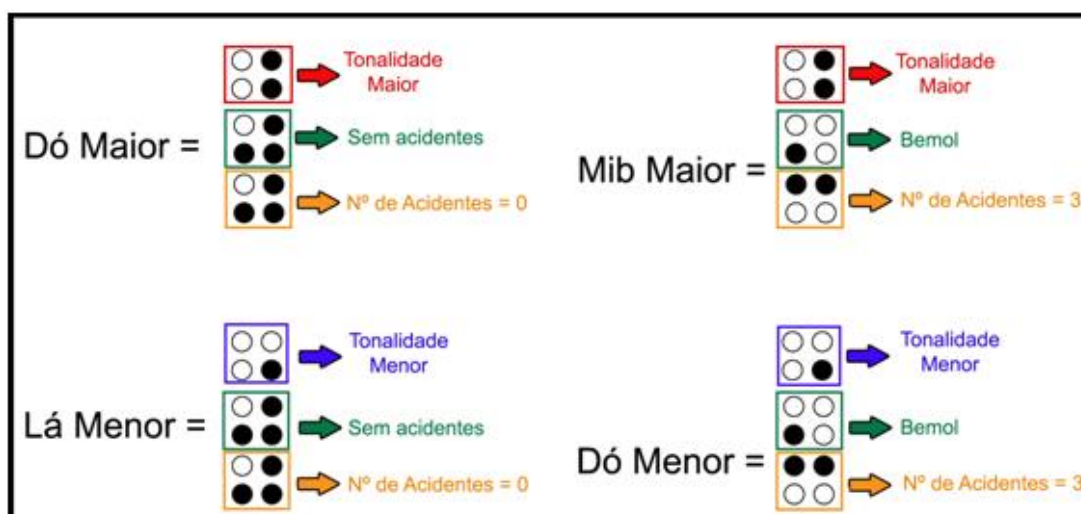 Dó Maior =
Tonalidade
Maior
Sem acidentes
Nº de Acidentes = 0
Mib Maior =
Tonalidade
Maior
Bemol
Nº de Acidentes = 3
Lá Menor =
Tonalidade
Menor
Sem acidentes
Nº de Acidentes = 0
Dó Menor =
Tonalidade
Menor
Bemol
Nº de Acidentes = 3